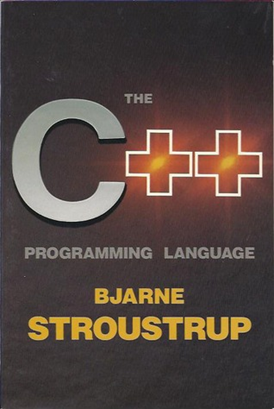 THE
C++
PROGRAMMING LANGUAGE
BJARNE
STROUSTRUP